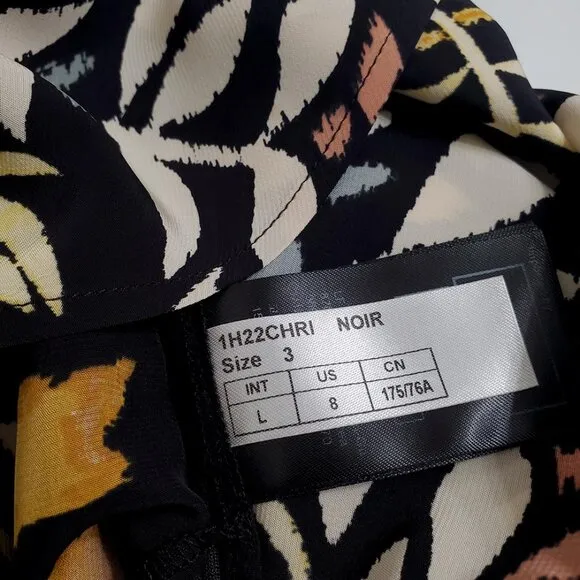 1H22CHRI NOIR
Size 3
INT US CN
L 8 175/76A